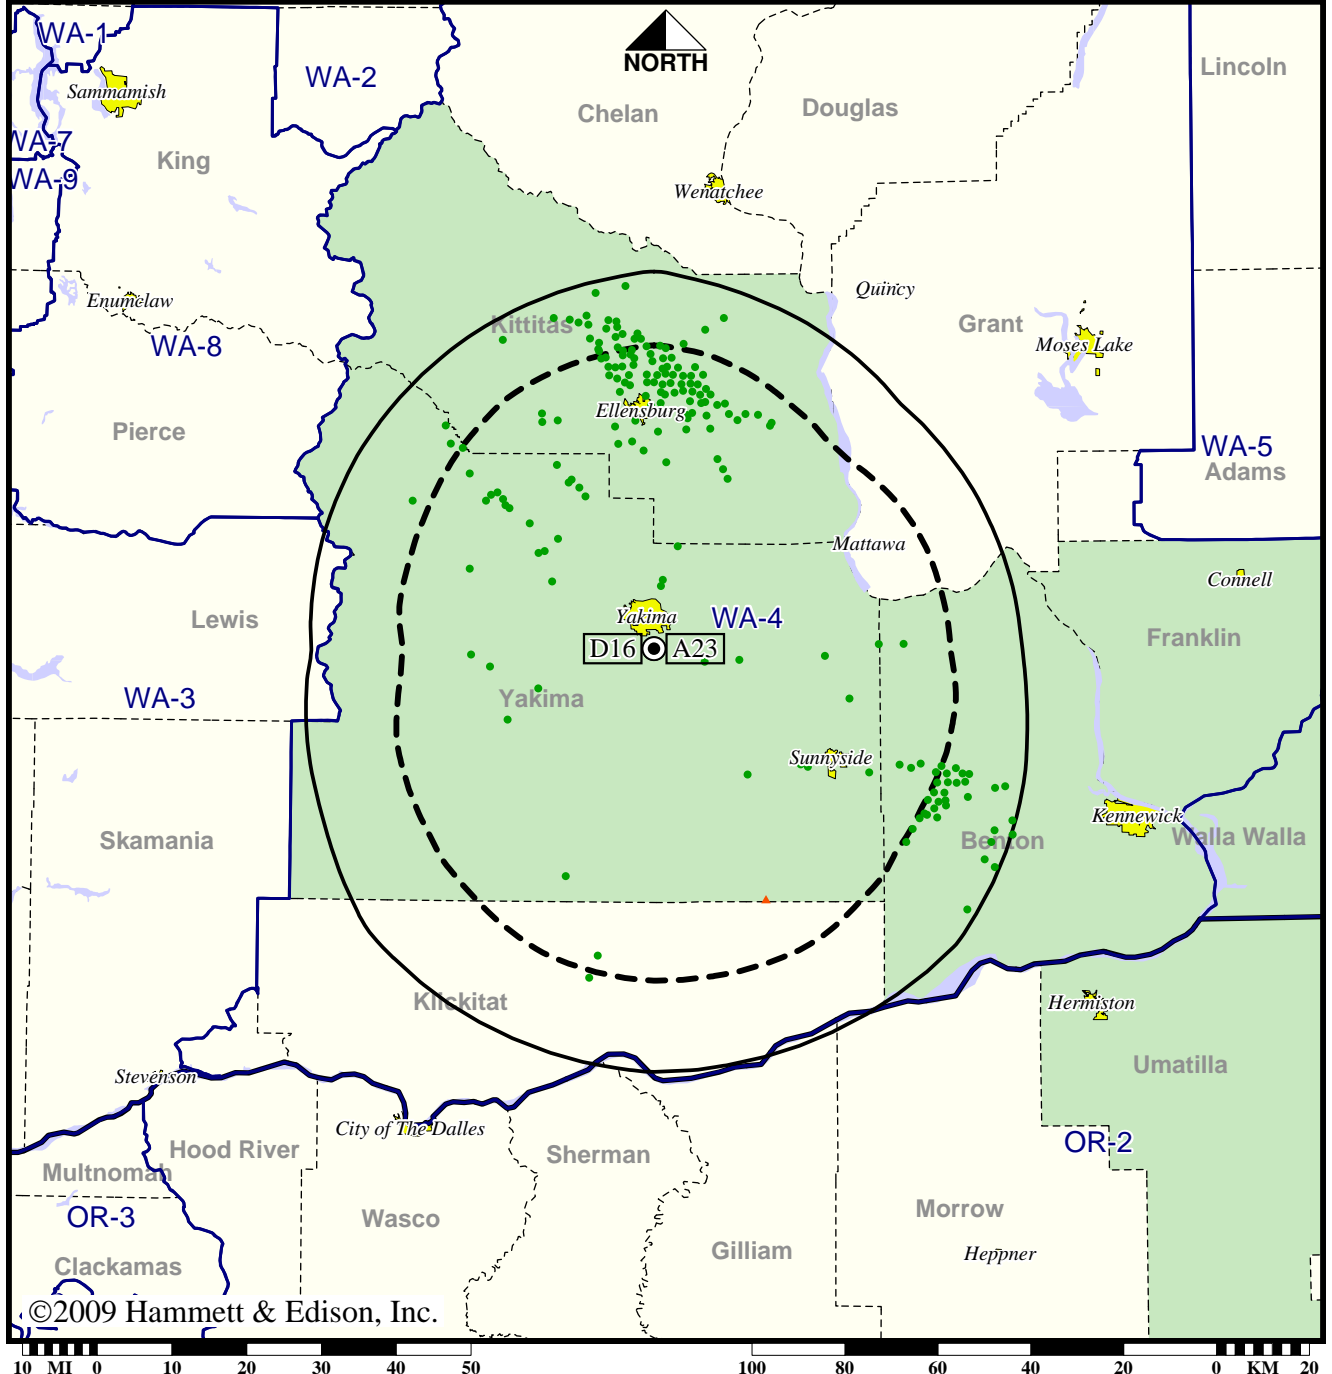 WA-1
WA-2
NORTH
Lincoln
Sammamish
Chelan
Douglas
WA-7
King
WA-9
Wenatchee
Enumclaw
Quincy
Kittitas
Grant
WA-8
Moses Lake
Ellensburg
Pierce
WA-5
Adams
Mattawa
Connell
Lewis
Yakima
WA-4
Franklin
D16
A23
WA-3
Yakima
Sunnyside
Skamania
Kennewick
Benton
Walla Walla
Klickitat
Hermiston
Stevenson
Umatilla
City of The Dalles
OR-2
Hood River
Sherman
Multnomah
OR-3
Wasco
Morrow
Gilliam
Heppner
Clackamas
©2009 Hammett & Edison, Inc.
10 MI 0 10 20 30 40 50 100 80 60 40 20 0 KM 20